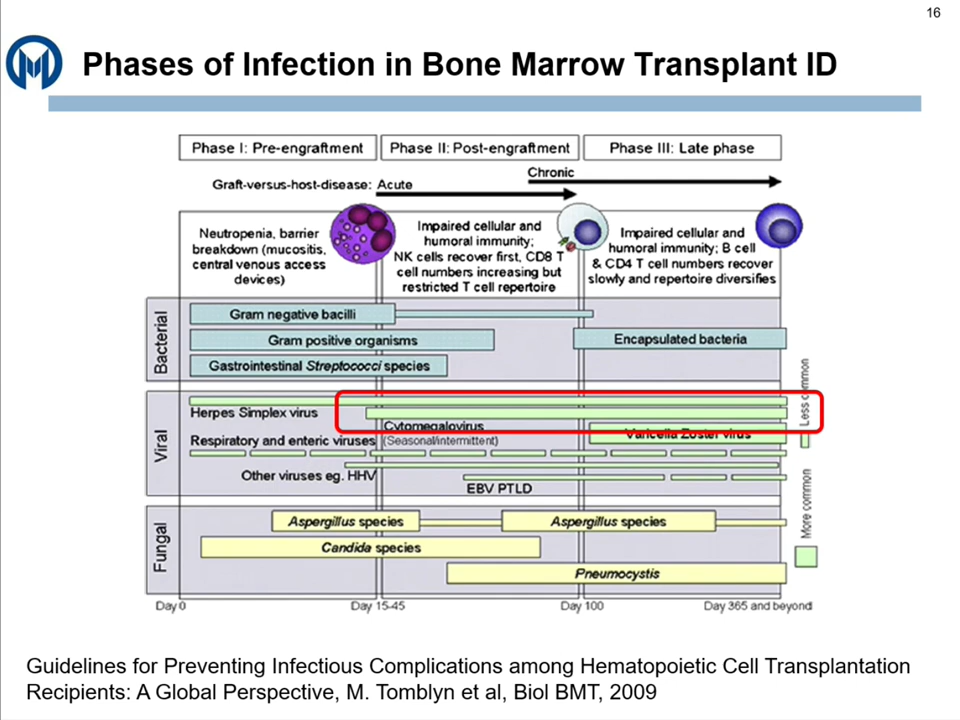 16
Phases of Infection in Bone Marrow Transplant ID
Phase I: Pre-engraftment
Phase II: Post-engraftment
Phase III: Late phase
Chronic
Graft-versus-host-disease: Acute
Neutropenia, barrier
breakdown (mucositis,
central venous access
devices)
Impaired cellular and
humoral immunity;
NK cells recover first, CD8 T
cell numbers increasing but
restricted T cell repertoire
Impaired cellular and
humoral immunity; B cell
& CD4 T cell numbers recover
slowly and repertoire diversifies
Bacterial
Gram negative bacilli
Gram positive organisms
Encapsulated bacteria
Gastrointestinal Streptococci species
Viral
Herpes Simplex virus
Cytomegalovirus
Varicella Zoster virus
Respiratory and enteric viruses (Seasonal/intermittent)
Other viruses eg. HHV
EBV PTLD
Less common
More common
Fungal
Aspergillus species
Aspergillus species
Candida species
Pneumocystis
Day 0
Day 15-45
Day 100
Day 365 and beyond
Guidelines for Preventing Infectious Complications among Hematopoietic Cell Transplantation
Recipients: A Global Perspective, M. Tomblyn et al, Biol BMT, 2009